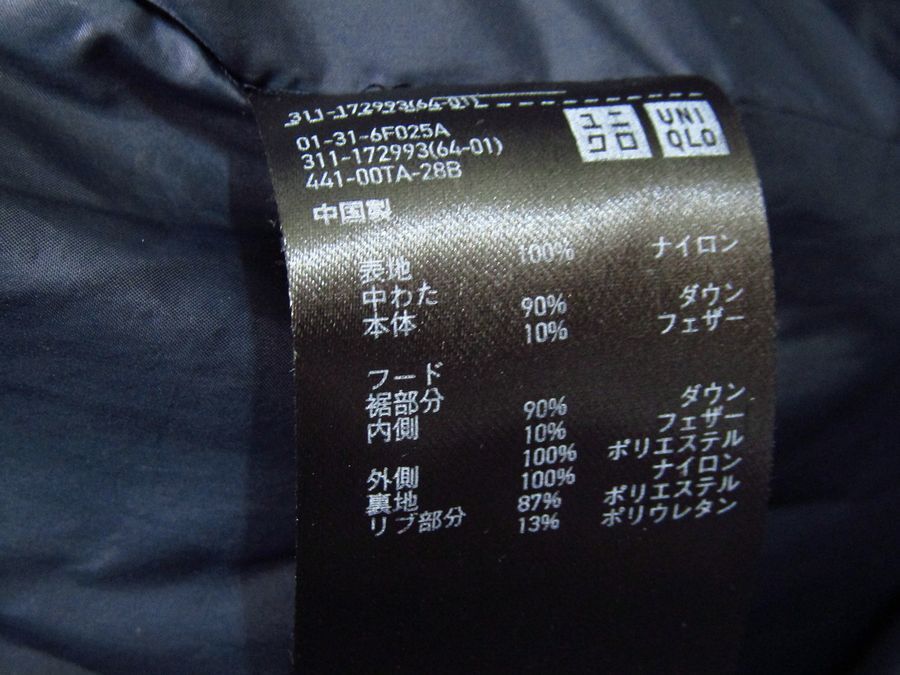 311-172993(64-01)
01-31-6F025A
311-172993(64-01)
441-00TA-28B
ユニ
クロ
UNI
QLO
中国製
表地 100% ナイロン
中わた
本体 90% ダウン
10% フェザー
フード
裾部分 90% ダウン
内側 10% フェザー
100% ポリエステル
外側 100% ナイロン
裏地 87% ポリエステル
リブ部分 13% ポリウレタン